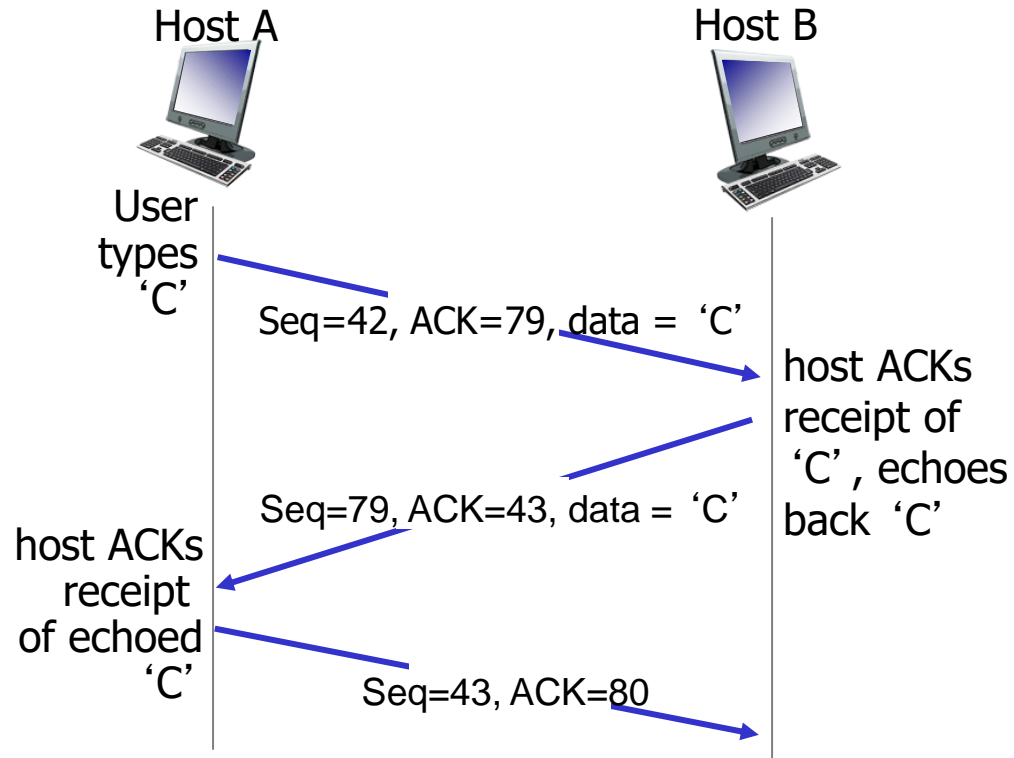 Host A
Host B
User
types
‘C’
Seq=42, ACK=79, data = ‘C’
host ACKs
receipt of
‘C’, echoes
back ‘C’
Seq=79, ACK=43, data = ‘C’
host ACKs
receipt
of echoed
‘C’
Seq=43, ACK=80